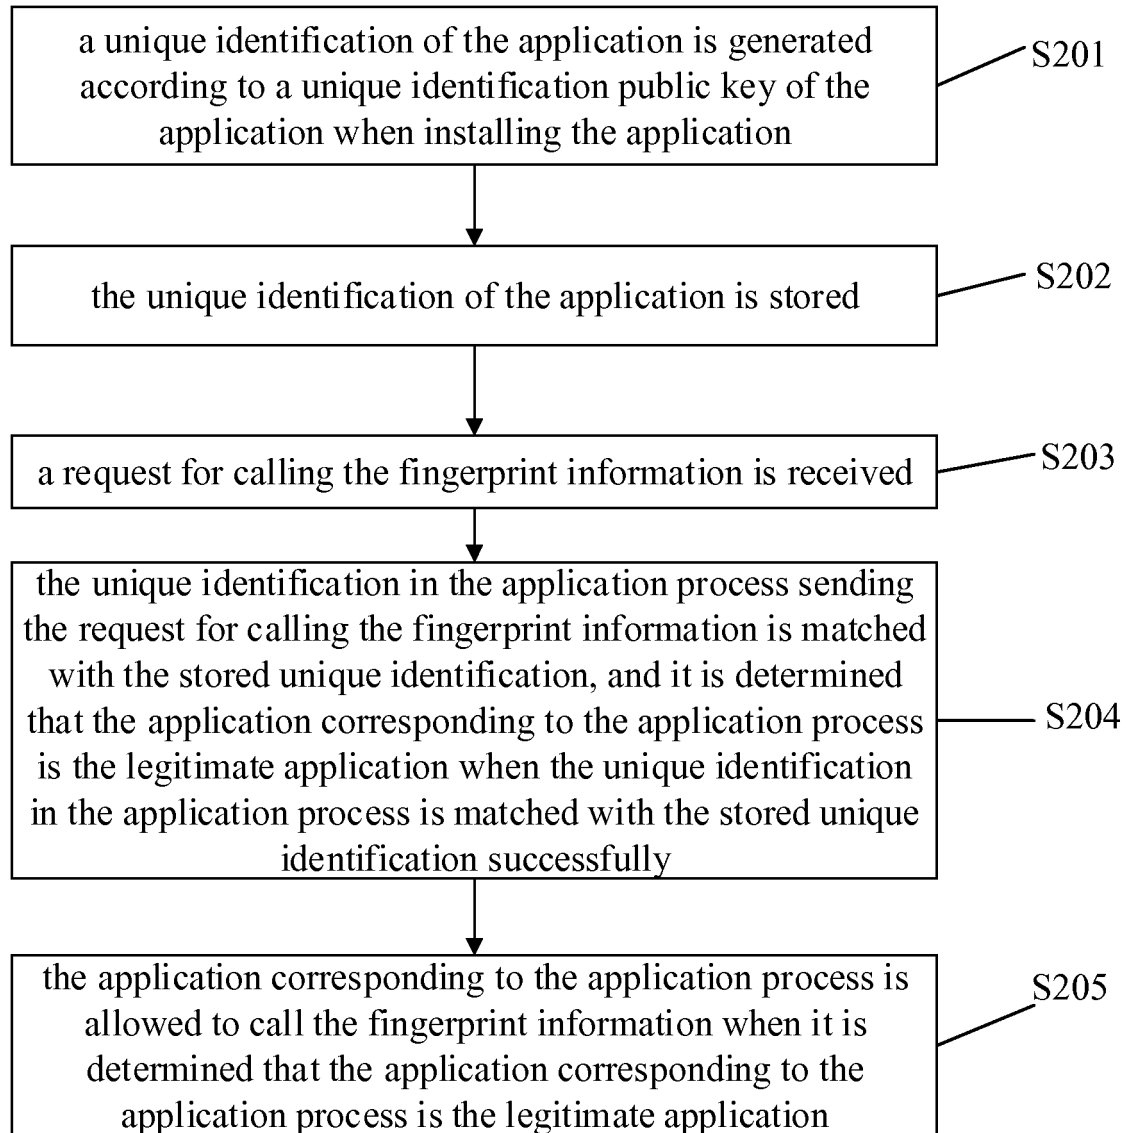 a unique identification of the application is generated
according to a unique identification public key of the
application when installing the application
S201
the unique identification of the application is stored
S202
a request for calling the fingerprint information is received
S203
the unique identification in the application process sending
the request for calling the fingerprint information is matched
with the stored unique identification, and it is determined
that the application corresponding to the application process
is the legitimate application when the unique identification
in the application process is matched with the stored unique
identification successfully
S204
the application corresponding to the application process is
allowed to call the fingerprint information when it is
determined that the application corresponding to the
application process is the legitimate application
S205